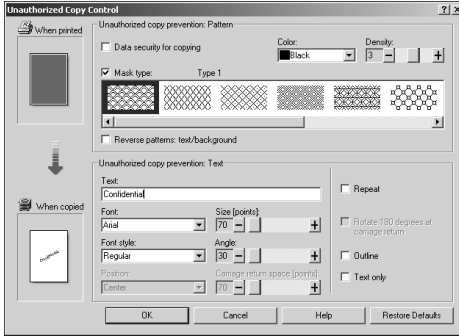 Unauthorized Copy Control
When printed
Unauthorized copy prevention: Pattern
Data security for copying
Color:
Black
Density:
3
Mask type: Type 1
Reverse patterns: text/background
When copied
Confidential
Unauthorized copy prevention: Text
Text:
Confidential
Font:
Arial
Size [points]:
70
Font style:
Regular
Angle:
30
Position:
Center
Carriage return space [points]:
70
Repeat
Rotate 180 degrees at
carriage return
Outline
Text only
OK Cancel Help Restore Defaults